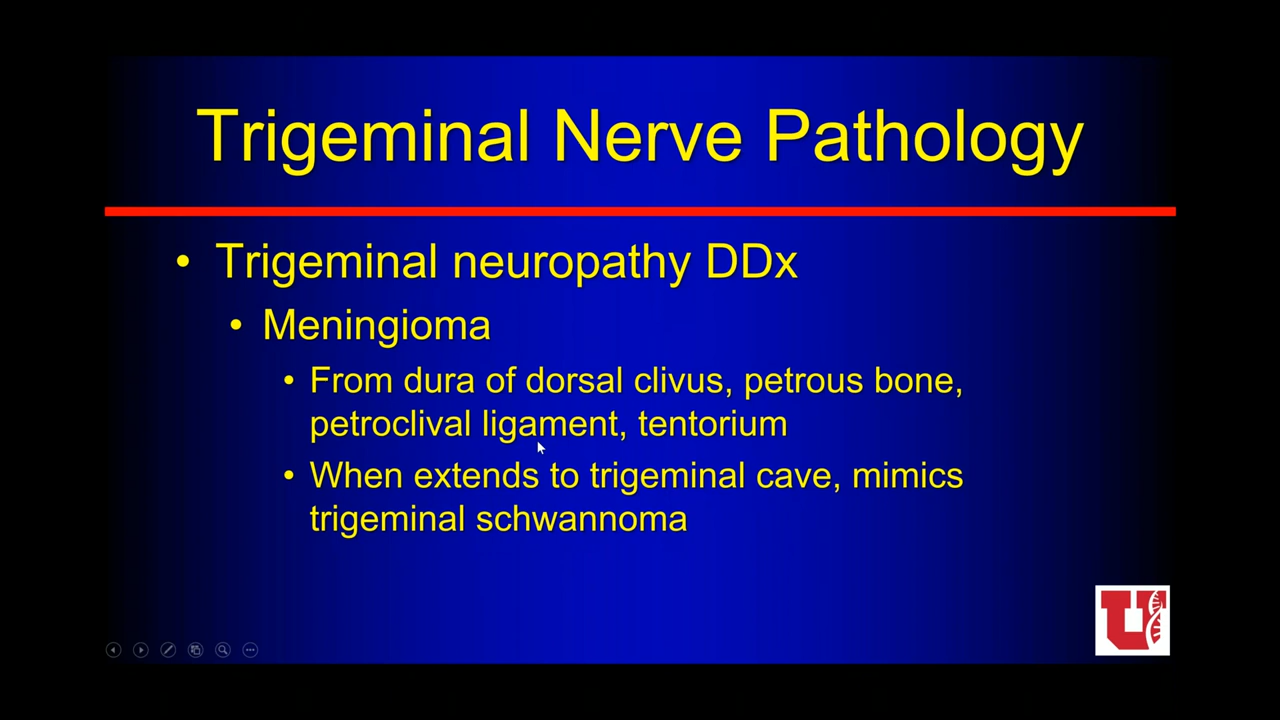 Trigeminal Nerve Pathology
• Trigeminal neuropathy DDx
• Meningioma
• From dura of dorsal clivus, petrous bone,
petroclival ligament, tentorium
• When extends to trigeminal cave, mimics
trigeminal schwannoma
U